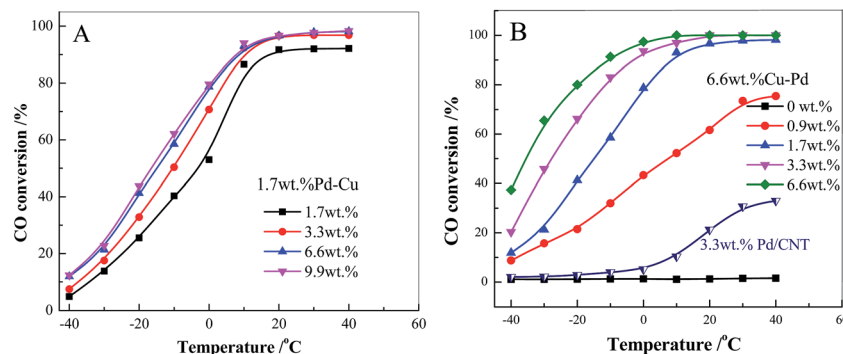 A
CO conversion /%
100
80
60
40
20
0
1.7wt.%Pd-Cu
1.7wt.%
3.3wt.%
6.6wt.%
9.9wt.%
-40 -20 0 20 40 60
Temperature /°C
B
CO conversion /%
100
80
60
40
20
0
6.6wt.%Cu-Pd
0 wt.%
0.9wt.%
1.7wt.%
3.3wt.%
6.6wt.%
3.3wt.% Pd/CNT
-40 -20 0 20 40 60
Temperature /°C